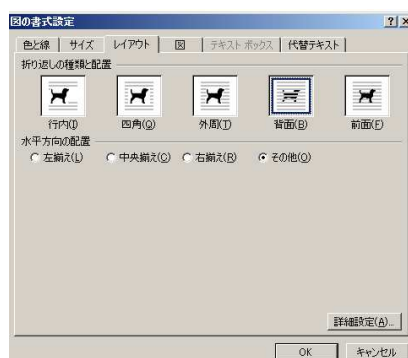 図の書式設定
色と線 サイズ レイアウト 図 テキスト ボックス 代替テキスト
折り返しの種類と配置
行内(I) 四角(Q) 外周(T) 背面(B) 前面(F)
水平方向の配置
左揃え(L) 中央揃え(C) 右揃え(R) その他(O)
詳細設定(A)...
OK キャンセル